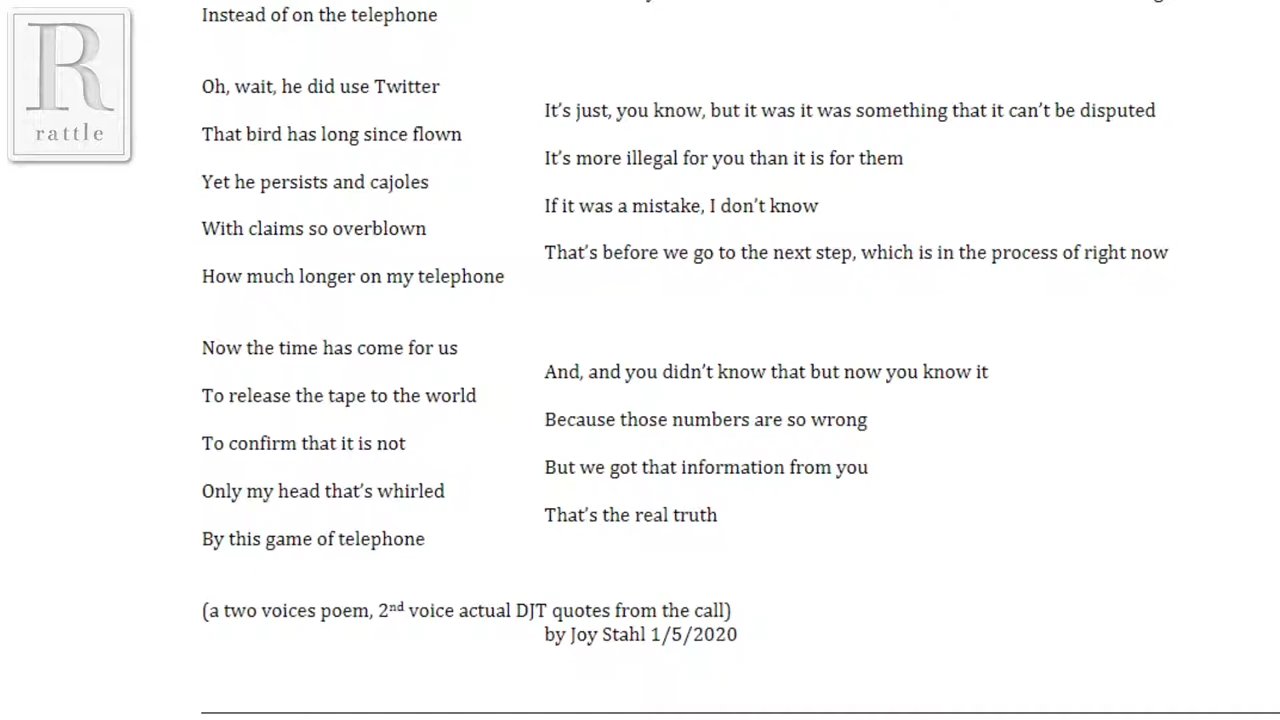 Instead of on the telephone
R
rattle
Oh, wait, he did use Twitter
It's just, you know, but it was it was something that it can't be disputed
That bird has long since flown
It's more illegal for you than it is for them
Yet he persists and cajoles
If it was a mistake, I don't know
With claims so overblown
That's before we go to the next step, which is in the process of right now
How much longer on my telephone
Now the time has come for us
And, and you didn't know that but now you know it
To release the tape to the world
Because those numbers are so wrong
To confirm that it is not
But we got that information from you
Only my head that's whirled
That's the real truth
By this game of telephone
(a two voices poem, 2nd voice actual DJT quotes from the call)
by Joy Stahl 1/5/2020